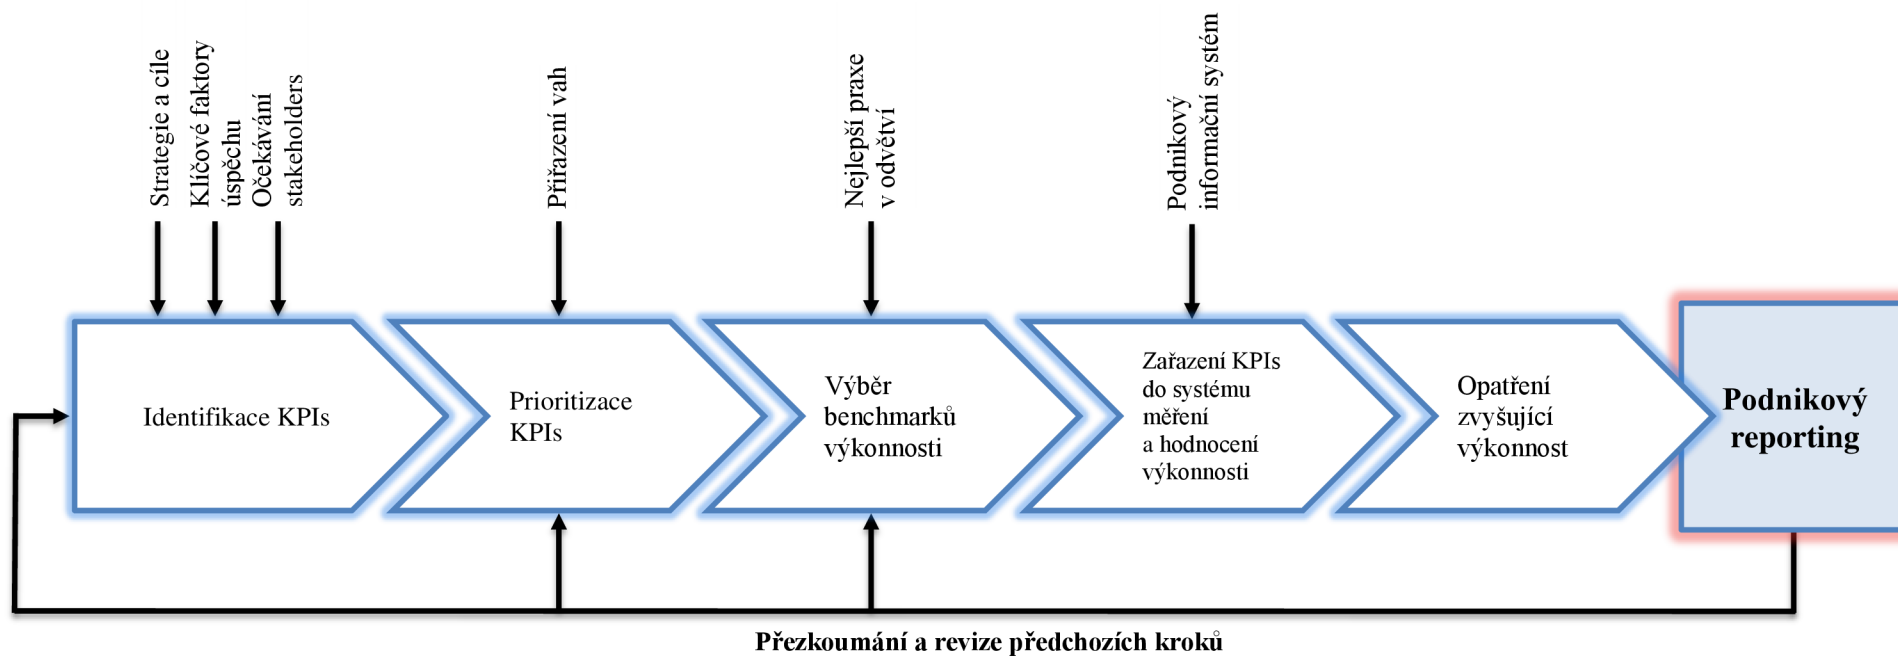 Strategie a cíle
Klíčové faktory
úspěchu
Očekávání
stakeholders
Přiřazení vah
Nejlepší praxe
v odvětví
Podnikový
informační systém
Identifikace KPIs
Prioritizace
KPIs
Výběr
benchmarků
výkonnosti
Zařazení KPIs
do systému
měření
a hodnocení
výkonnosti
Opatření
zvyšující
výkonnost
Podnikový
reporting
Přezkoumání a revize předchozích kroků